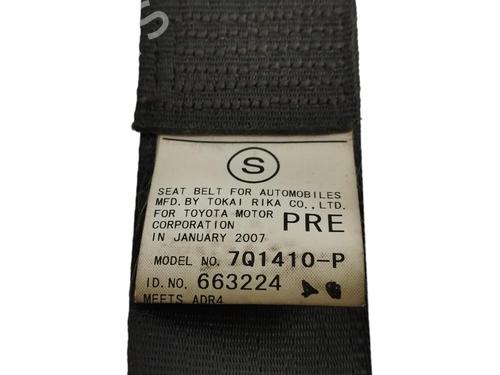 S
SEAT BELT FOR AUTOMOBILES
MFD. BY TOKAI RIKA CO., LTD.
FOR TOYOTA MOTOR
CORPORATION PRE
IN JANUARY 2007
MODEL NO. 7Q1410-P
ID. NO. 663224
MEETS ADR4